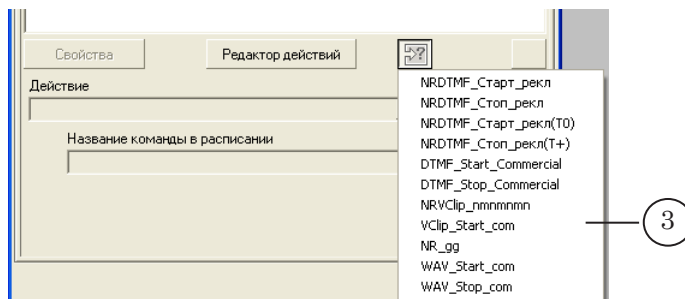 Свойства
Редактор действий
Действие
Название команды в расписании
NRDTMF_Старт_рекл
NRDTMF_Стоп_рекл
NRDTMF_Старт_рекл(T0)
NRDTMF_Стоп_рекл(T+)
DTMF_Start_Commercial
DTMF_Stop_Commercial
NRVClip_nmnmnmn
VClip_Start_com
NR_gg
WAV_Start_com
WAV_Stop_com
3